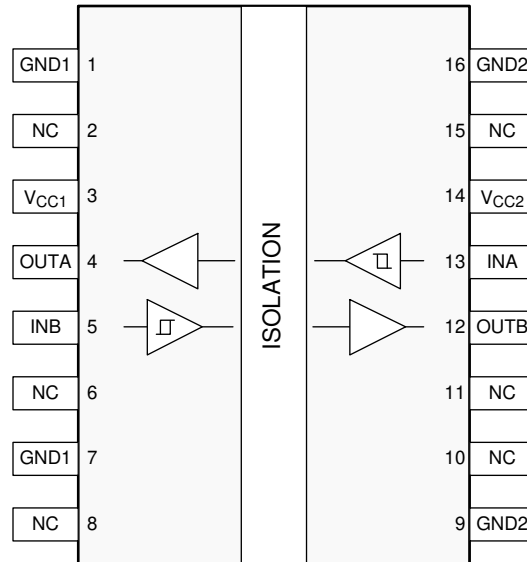 GND1 1 16 GND2
NC 2 15 NC
VCC1 3 14 VCC2
OUTA 4 13 INA
INB 5 12 OUTB
NC 6 11 NC
GND1 7 10 NC
NC 8 9 GND2
ISOLATION